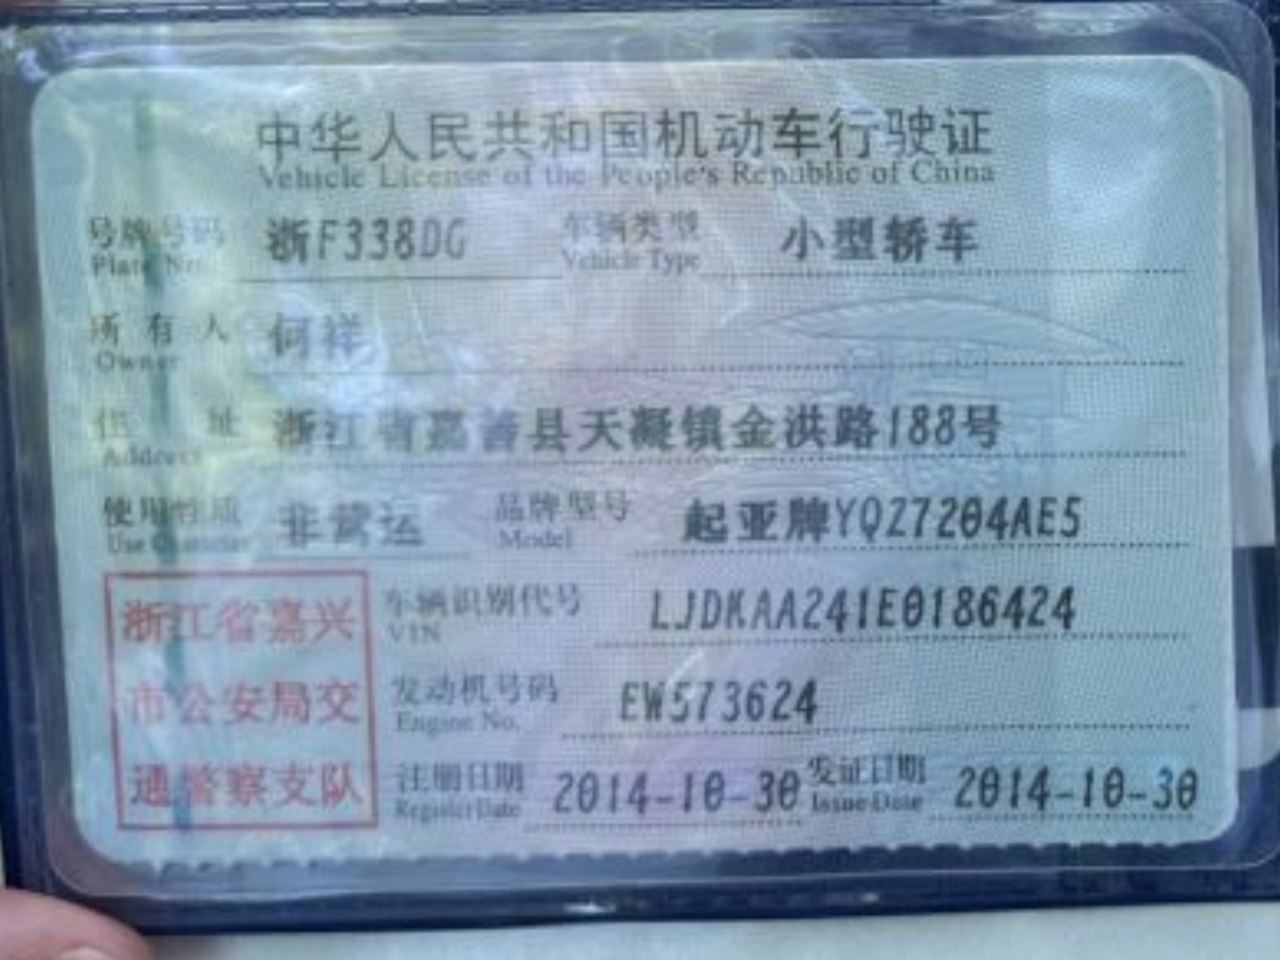 中华人民共和国机动车行驶证
Vehicle License of the People's Republic of China
号牌号码 浙F338DG 车辆类型 小型轿车
Plate No. Vehicle Type
所有人 何祥
Owner
住址 浙江省嘉善县天凝镇金洪路188号
Address
使用性质 非营运 品牌型号 起亚牌YQZ7204AE5
Use Character Model
浙江省嘉兴 车辆识别代号 LJDKAA241E0186424
VIN
市公安局交 发动机号码 EW573624
Engine No.
通警察支队 注册日期 2014-10-30 发证日期 2014-10-30
Register Date Issue Date